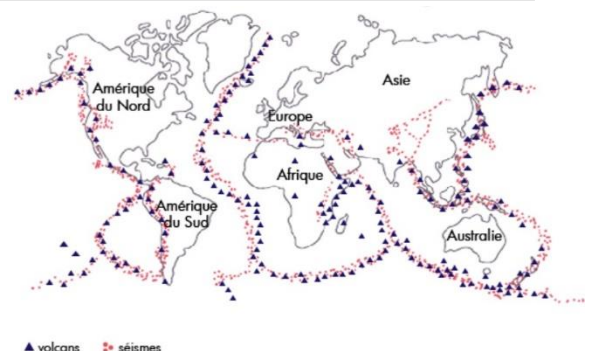 Amérique
du Nord
Asie
Europe
Afrique
Amérique
du Sud
Australie
volcans
séismes